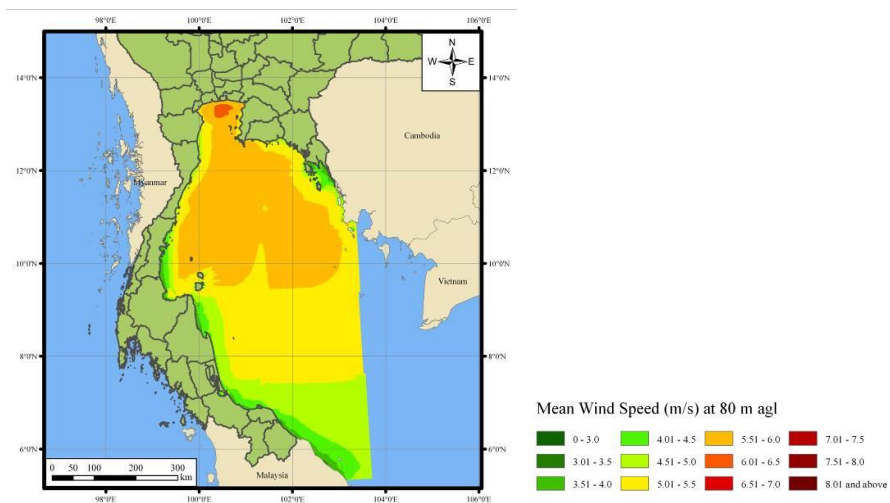 98°0'E 100°0'E 102°0'E 104°0'E 106°0'E
14°0'N 14°0'N
12°0'N 12°0'N
10°0'N 10°0'N
8°0'N 8°0'N
6°0'N 6°0'N
98°0'E 100°0'E 102°0'E 104°0'E 106°0'E
N
W E
S
Cambodia
Myanmar
Vietnam
Malaysia
0 50 100 200 300
km
Mean Wind Speed (m/s) at 80 m agl
0 - 3.0 4.01 - 4.5 5.51 - 6.0 7.01 - 7.5
3.01 - 3.5 4.51 - 5.0 6.01 - 6.5 7.51 - 8.0
3.51 - 4.0 5.01 - 5.5 6.51 - 7.0 8.01 and above